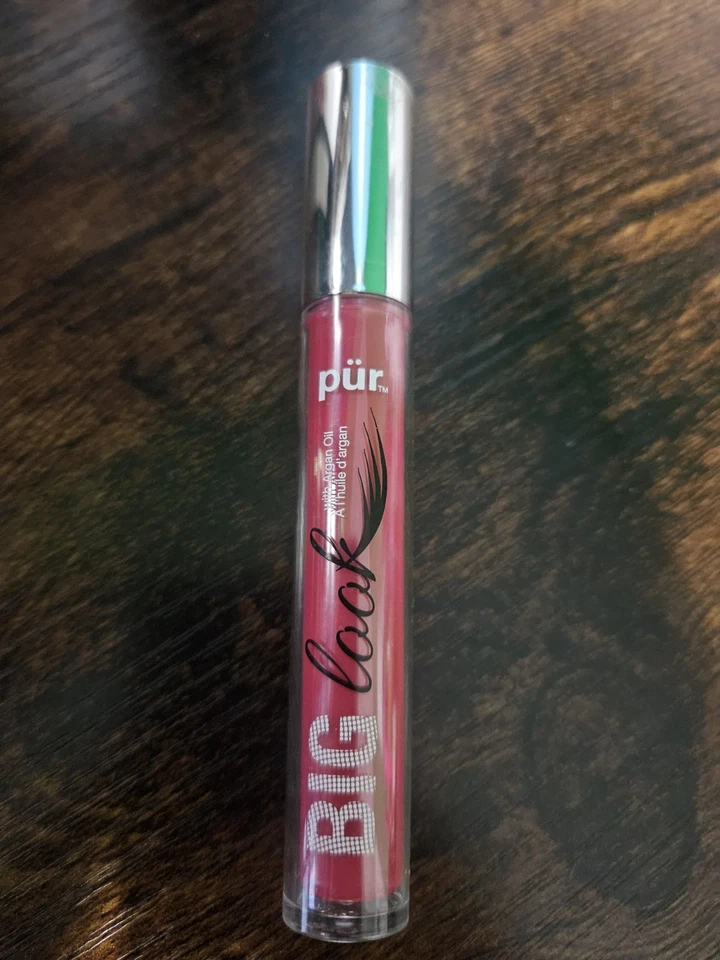 pür™
with Argan Oil
À l'huile d'argan
BIG look